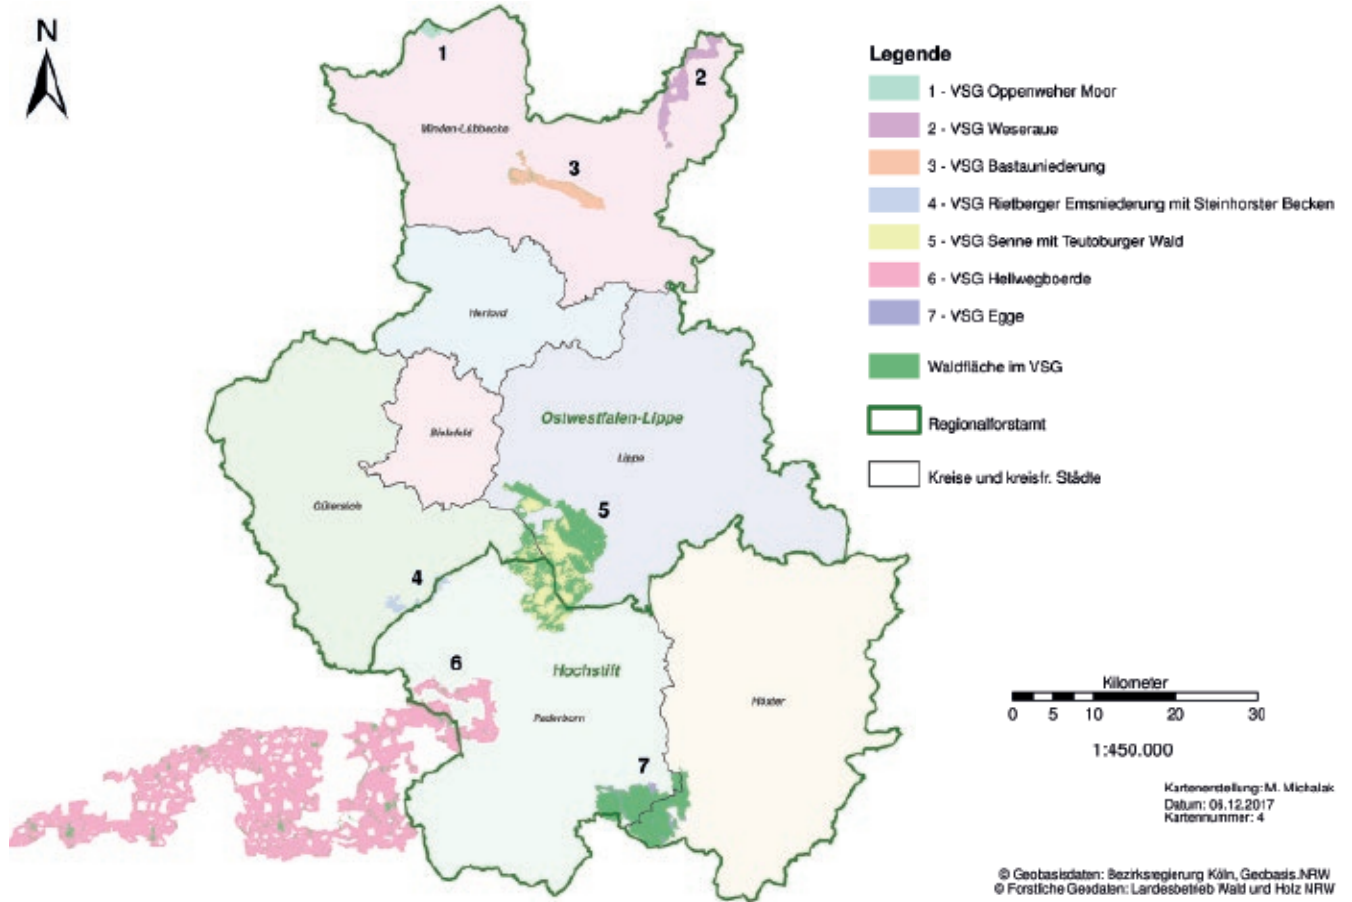 N
1
2
Minden-Lübbecke
3
Herford
Bielefeld
Ostwestfalen-Lippe
Lippe
Gütersloh
5
4
6
Hochstift
Paderborn
Höxter
7
Legende
1 - VSG Oppenweher Moor
2 - VSG Weseraue
3 - VSG Bastauniederung
4 - VSG Rietberger Emsniederung mit Steinhorster Becken
5 - VSG Senne mit Teutoburger Wald
6 - VSG Hellwegboerde
7 - VSG Egge
Waldfläche im VSG
Regionalforstamt
Kreise und kreisfr. Städte
Kilometer
0 5 10 20 30
1:450.000
Kartenerstellung: M. Michalak
Datum: 06.12.2017
Kartennummer: 4
© Geobasisdaten: Bezirksregierung Köln, Geobasis.NRW
© Forstliche Geodaten: Landesbetrieb Wald und Holz NRW